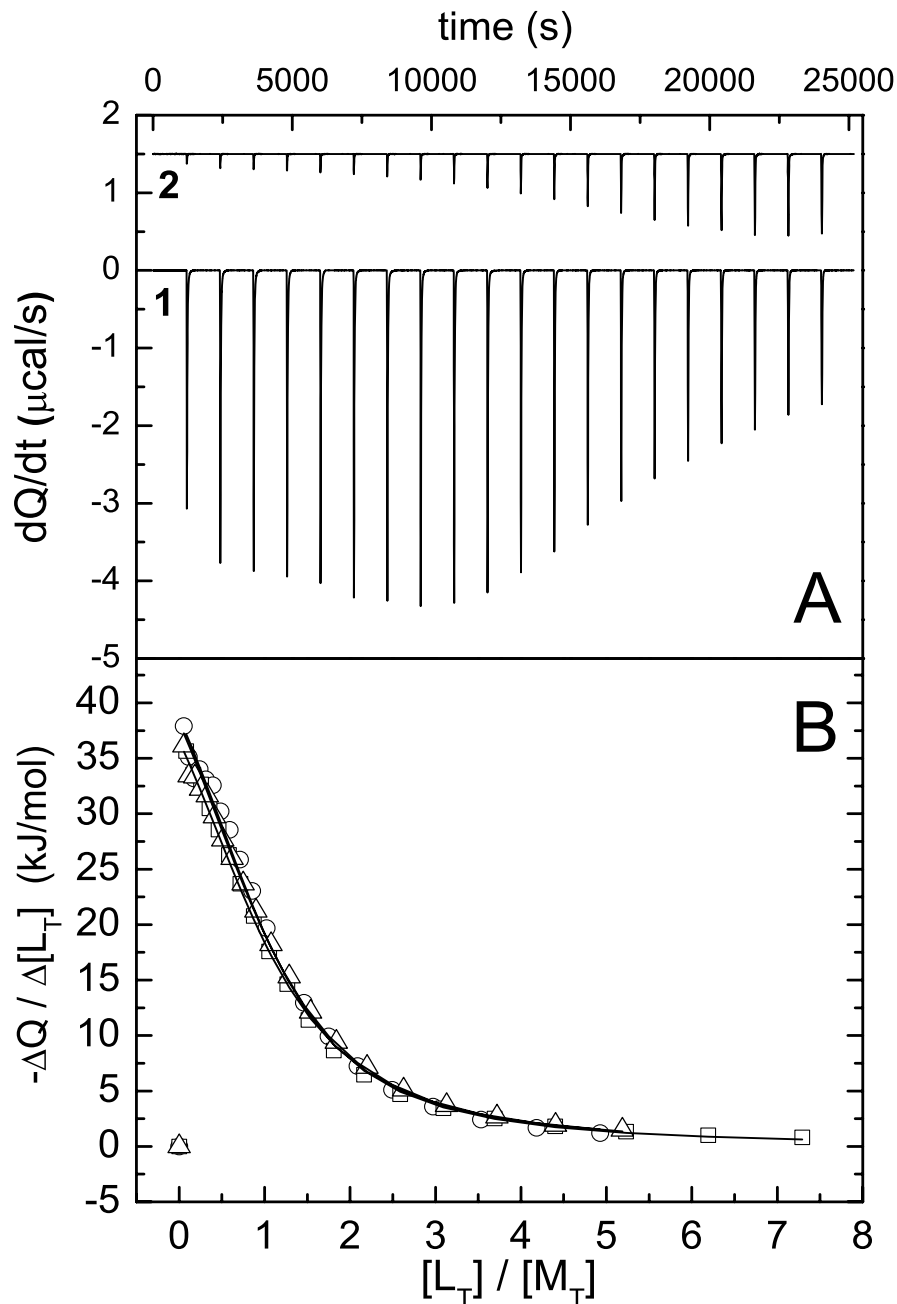 time (s)
0 5000 10000 15000 20000 25000
2
1
0
-1
-2
-3
-4
-5
dQ/dt (μcal/s)
2
1
A
40
35
30
25
20
15
10
5
0
-5
-ΔQ / Δ[L_T] (kJ/mol)
B
0 1 2 3 4 5 6 7 8
[L_T] / [M_T]